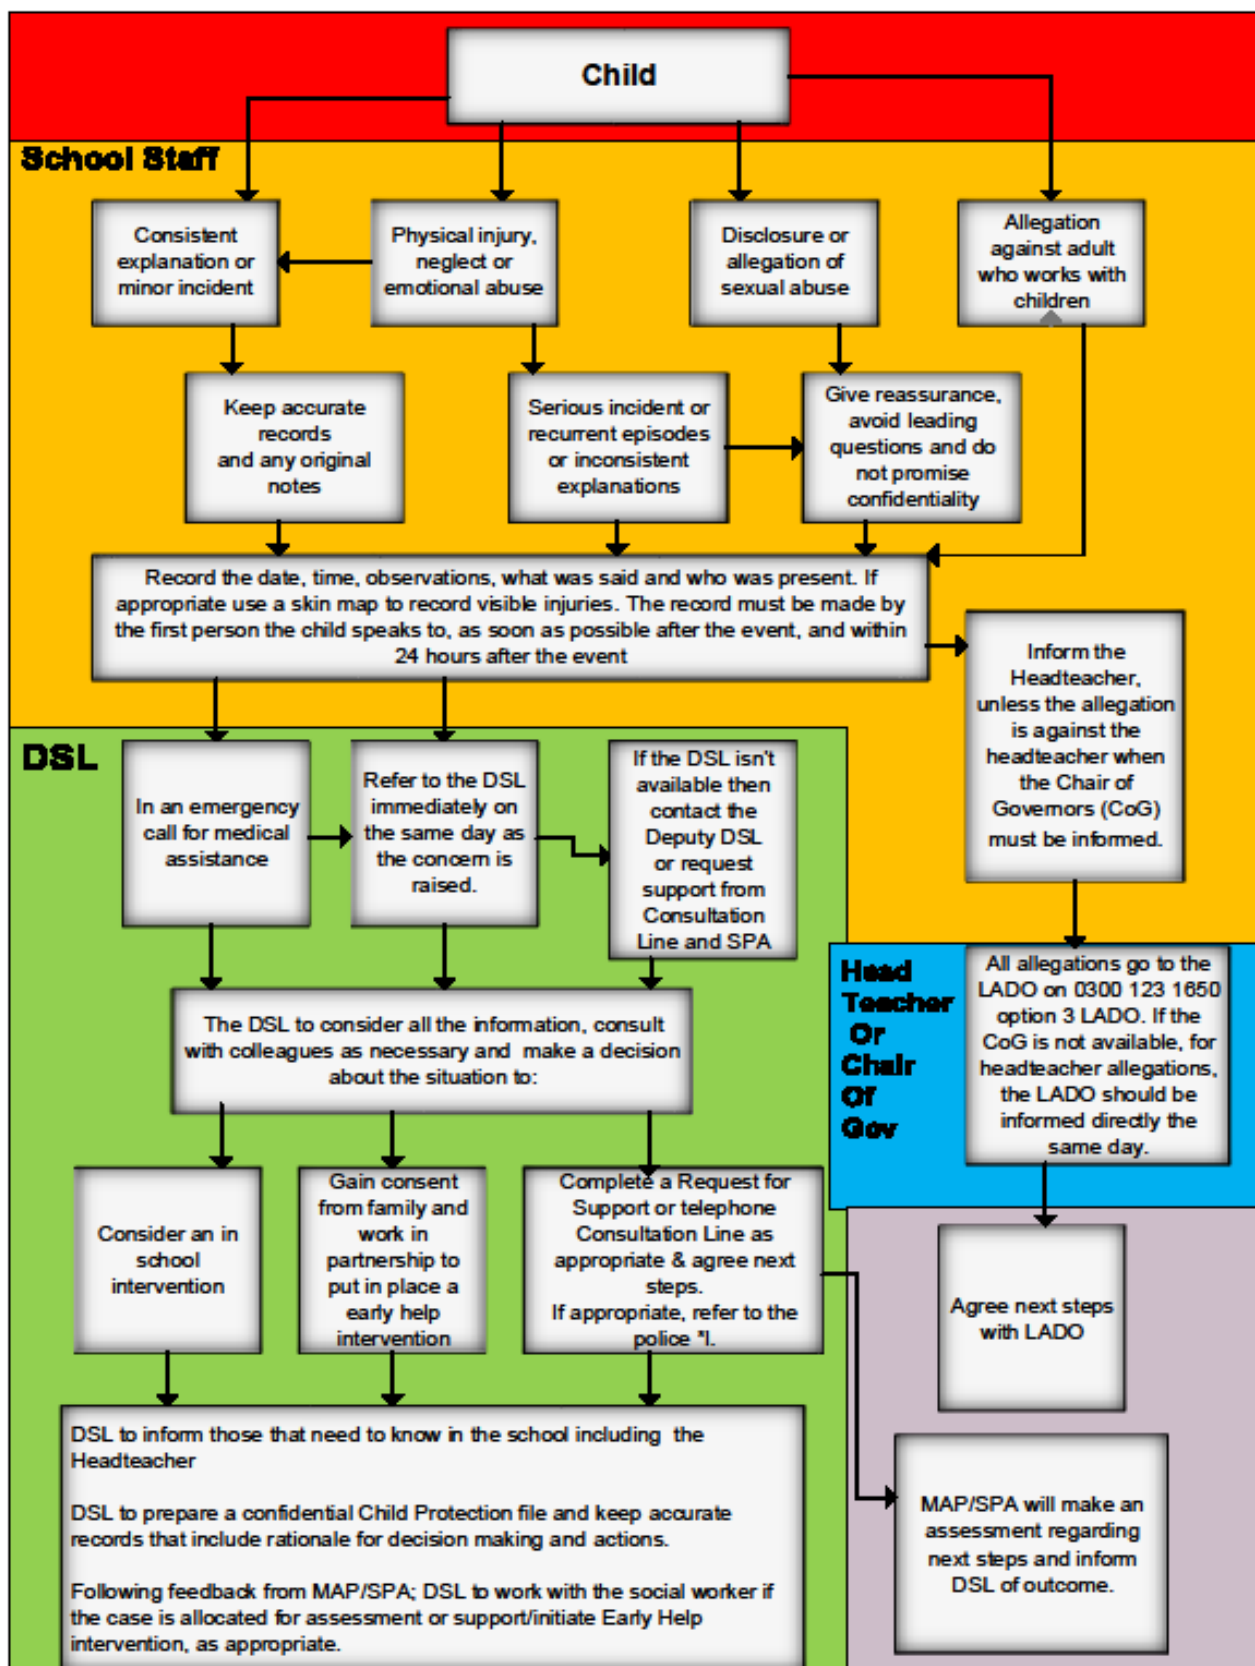 Child
School Staff
Consistent
explanation or
minor incident
Physical injury,
neglect or
emotional abuse
Disclosure or
allegation of
sexual abuse
Allegation
against adult
who works with
children
Keep accurate
records
and any original
notes
Serious incident or
recurrent episodes
or inconsistent
explanations
Give reassurance,
avoid leading
questions and do
not promise
confidentiality
Record the date, time, observations, what was said and who was present. If
appropriate use a skin map to record visible injuries. The record must be made by
the first person the child speaks to, as soon as possible after the event, and within
24 hours after the event
Inform the
Headteacher,
unless the allegation
is against the
headteacher when
the Chair of
Governors (CoG)
must be informed.
DSL
In an emergency
call for medical
assistance
Refer to the DSL
immediately on
the same day as
the concern is
raised.
If the DSL isn't
available then
contact the
Deputy DSL
or request
support from
Consultation
Line and SPA
Head
Teacher
Or
Chair
Of
Gov
All allegations go to the
LADO on 0300 123 1650
option 3 LADO. If the
CoG is not available, for
headteacher allegations,
the LADO should be
informed directly the
same day.
The DSL to consider all the information, consult
with colleagues as necessary and make a decision
about the situation to:
Consider an in
school
intervention
Gain consent
from family and
work in
partnership to
put in place a
early help
intervention
Complete a Request for
Support or telephone
Consultation Line as
appropriate & agree next
steps.
If appropriate, refer to the
police *I.
Agree next steps
with LADO
DSL to inform those that need to know in the school including the
Headteacher
DSL to prepare a confidential Child Protection file and keep accurate
records that include rationale for decision making and actions.
Following feedback from MAP/SPA; DSL to work with the social worker if
the case is allocated for assessment or support/initiate Early Help
intervention, as appropriate.
MAP/SPA will make an
assessment regarding
next steps and inform
DSL of outcome.